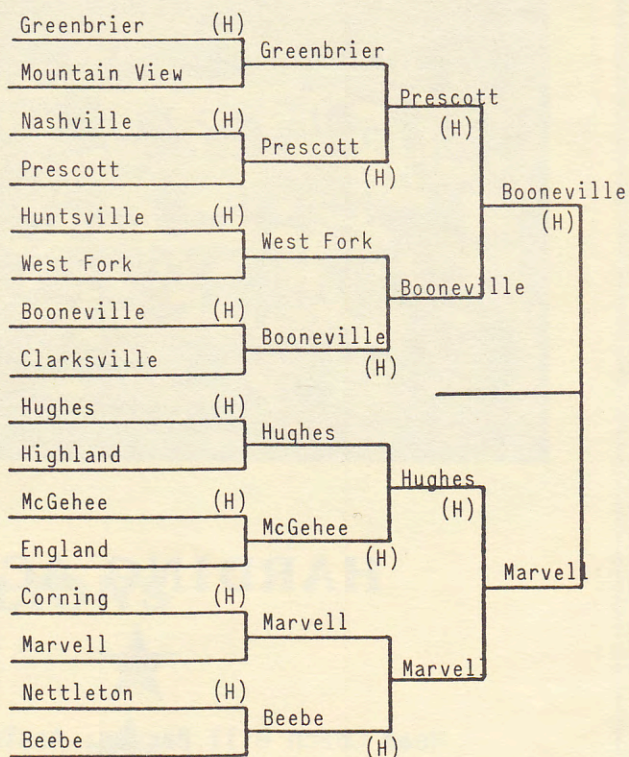 Greenbrier (H)
Greenbrier
Mountain View
Prescott
(H)
Nashville (H)
Prescott
(H)
Prescott
Booneville
(H)
Huntsville (H)
West Fork
West Fork
Booneville
Booneville (H)
Booneville
(H)
Clarksville
Hughes (H)
Hughes
Highland
Hughes
(H)
McGehee (H)
McGehee
(H)
England
Marvell
Corning (H)
Marvell
Marvell
Marvell
Nettleton (H)
Beebe
(H)
Beebe